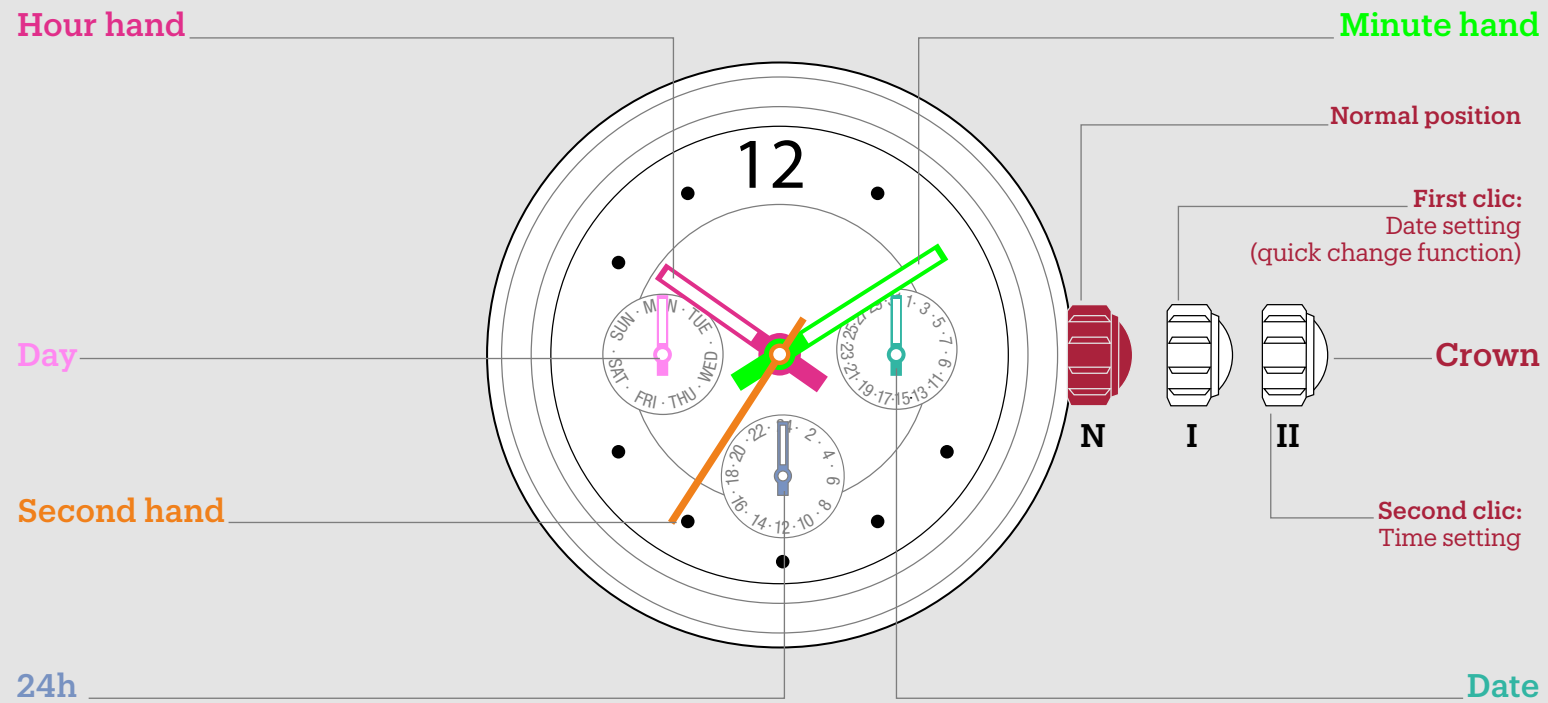 Hour hand
Minute hand
Normal position
12
First clic:
Date setting
(quick change function)
SUN · MON · TUE · WED · THU · FRI · SAT ·
1 · 3 · 5 · 7 · 9 · 11 · 13 · 15 · 17 · 19 · 21 · 23 · 25 · 27
Day
Crown
24 · 2 · 4 · 6 · 8 · 10 · 12 · 14 · 16 · 18 · 20 · 22 ·
N
I
II
Second hand
Second clic:
Time setting
24h
Date